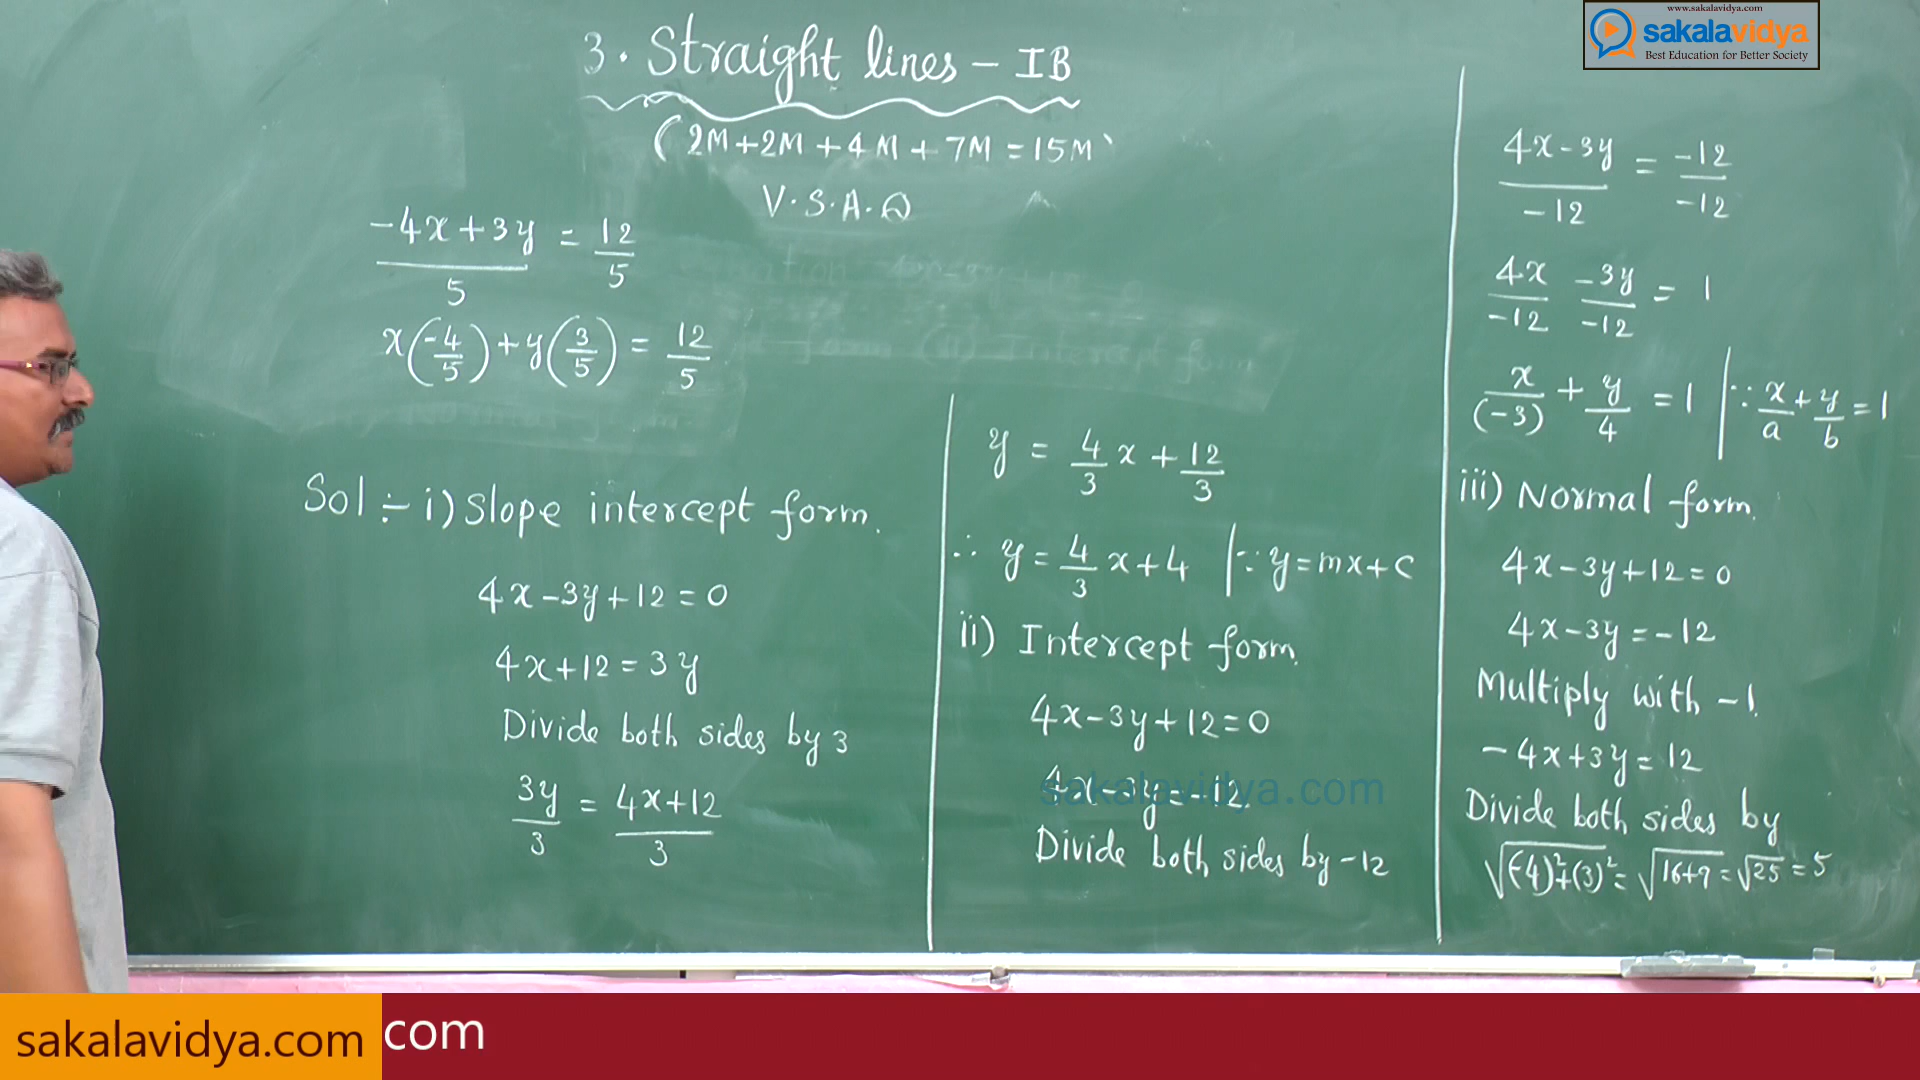 www.sakalavidya.com
sakalavidya
Best Education for Better Society
3. Straight lines - IB
(2M+2M+4M+7M=15M)
V.S.A.Q
Sol:- i) Slope intercept form.
4x-3y+12=0
4x+12=3y
Divide both sides by 3
3y/3 = 4x+12/3
y = 4/3 x + 12/3
∴ y = 4/3 x+4 | ∵ y=mx+c
ii) Intercept form.
4x-3y+12=0
4x-3y=-12
Divide both sides by -12
4x-3y/-12 = -12/-12
4x/-12 -3y/-12 = 1
x/(-3) + y/4 = 1 | ∵ x/a + y/b = 1
iii) Normal form.
4x-3y+12=0
4x-3y=-12
Multiply with -1
-4x+3y=12
Divide both sides by
√(-4)²+(3)² = √16+9 = √25 = 5
-4x+3y/5 = 12/5
x(-4/5)+y(3/5) = 12/5
sakalavidya.com
sakalavidya.com
com